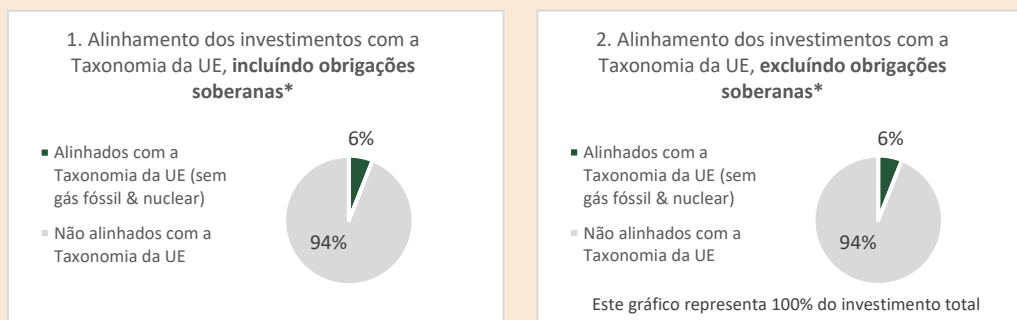 1. Alinhamento dos investimentos com a
Taxonomia da UE, incluíndo obrigações
soberanas*
6%
Alinhados com a
Taxonomia da UE (sem
gás fóssil & nuclear)
Não alinhados com a
Taxonomia da UE
94%
2. Alinhamento dos investimentos com a
Taxonomia da UE, excluíndo obrigações
soberanas*
6%
Alinhados com a
Taxonomia da UE (sem
gás fóssil & nuclear)
Não alinhados com a
Taxonomia da UE
94%
Este gráfico representa 100% do investimento total